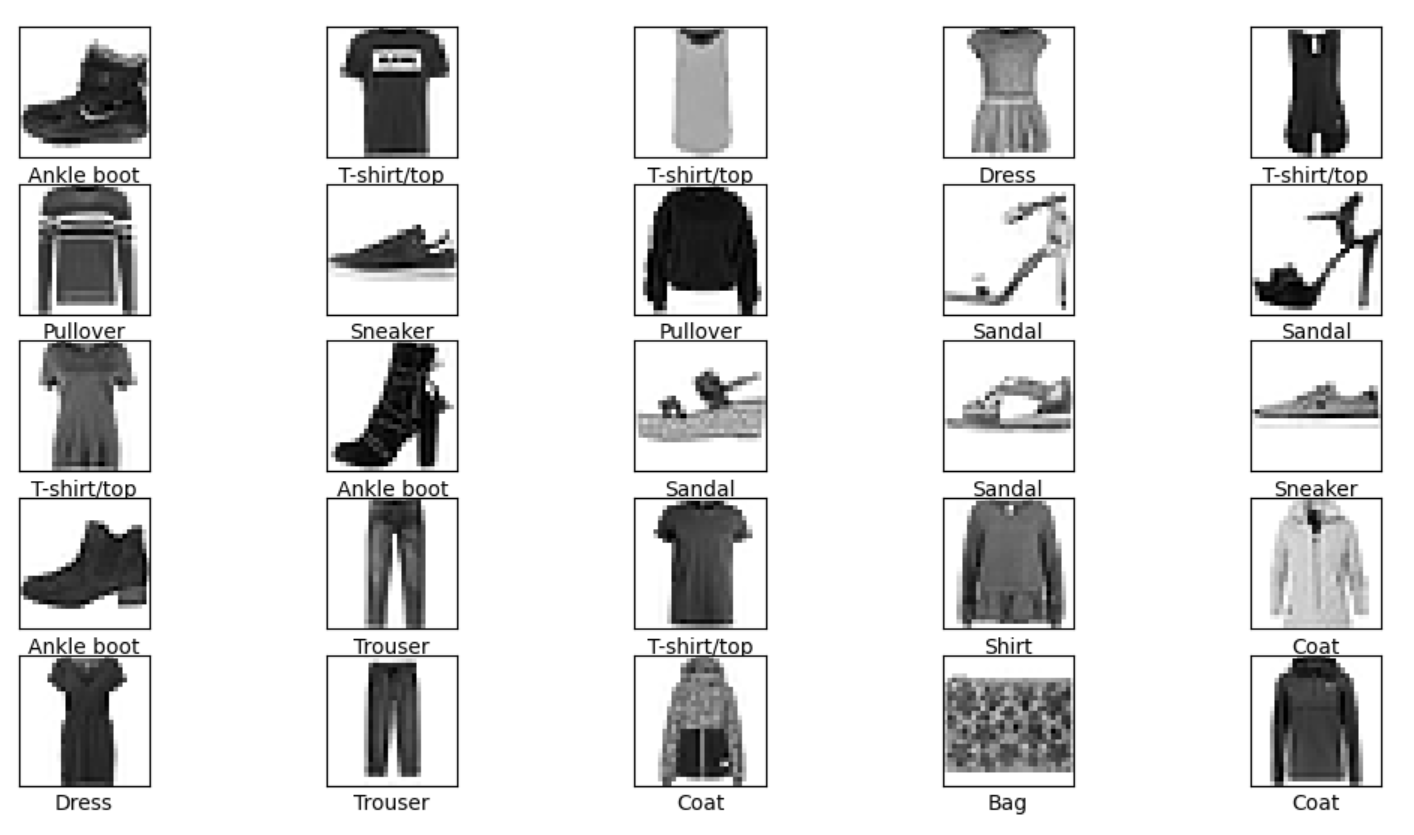 Ankle boot T-shirt/top T-shirt/top Dress T-shirt/top
Pullover Sneaker Pullover Sandal Sandal
T-shirt/top Ankle boot Sandal Sandal Sneaker
Ankle boot Trouser T-shirt/top Shirt Coat
Dress Trouser Coat Bag Coat